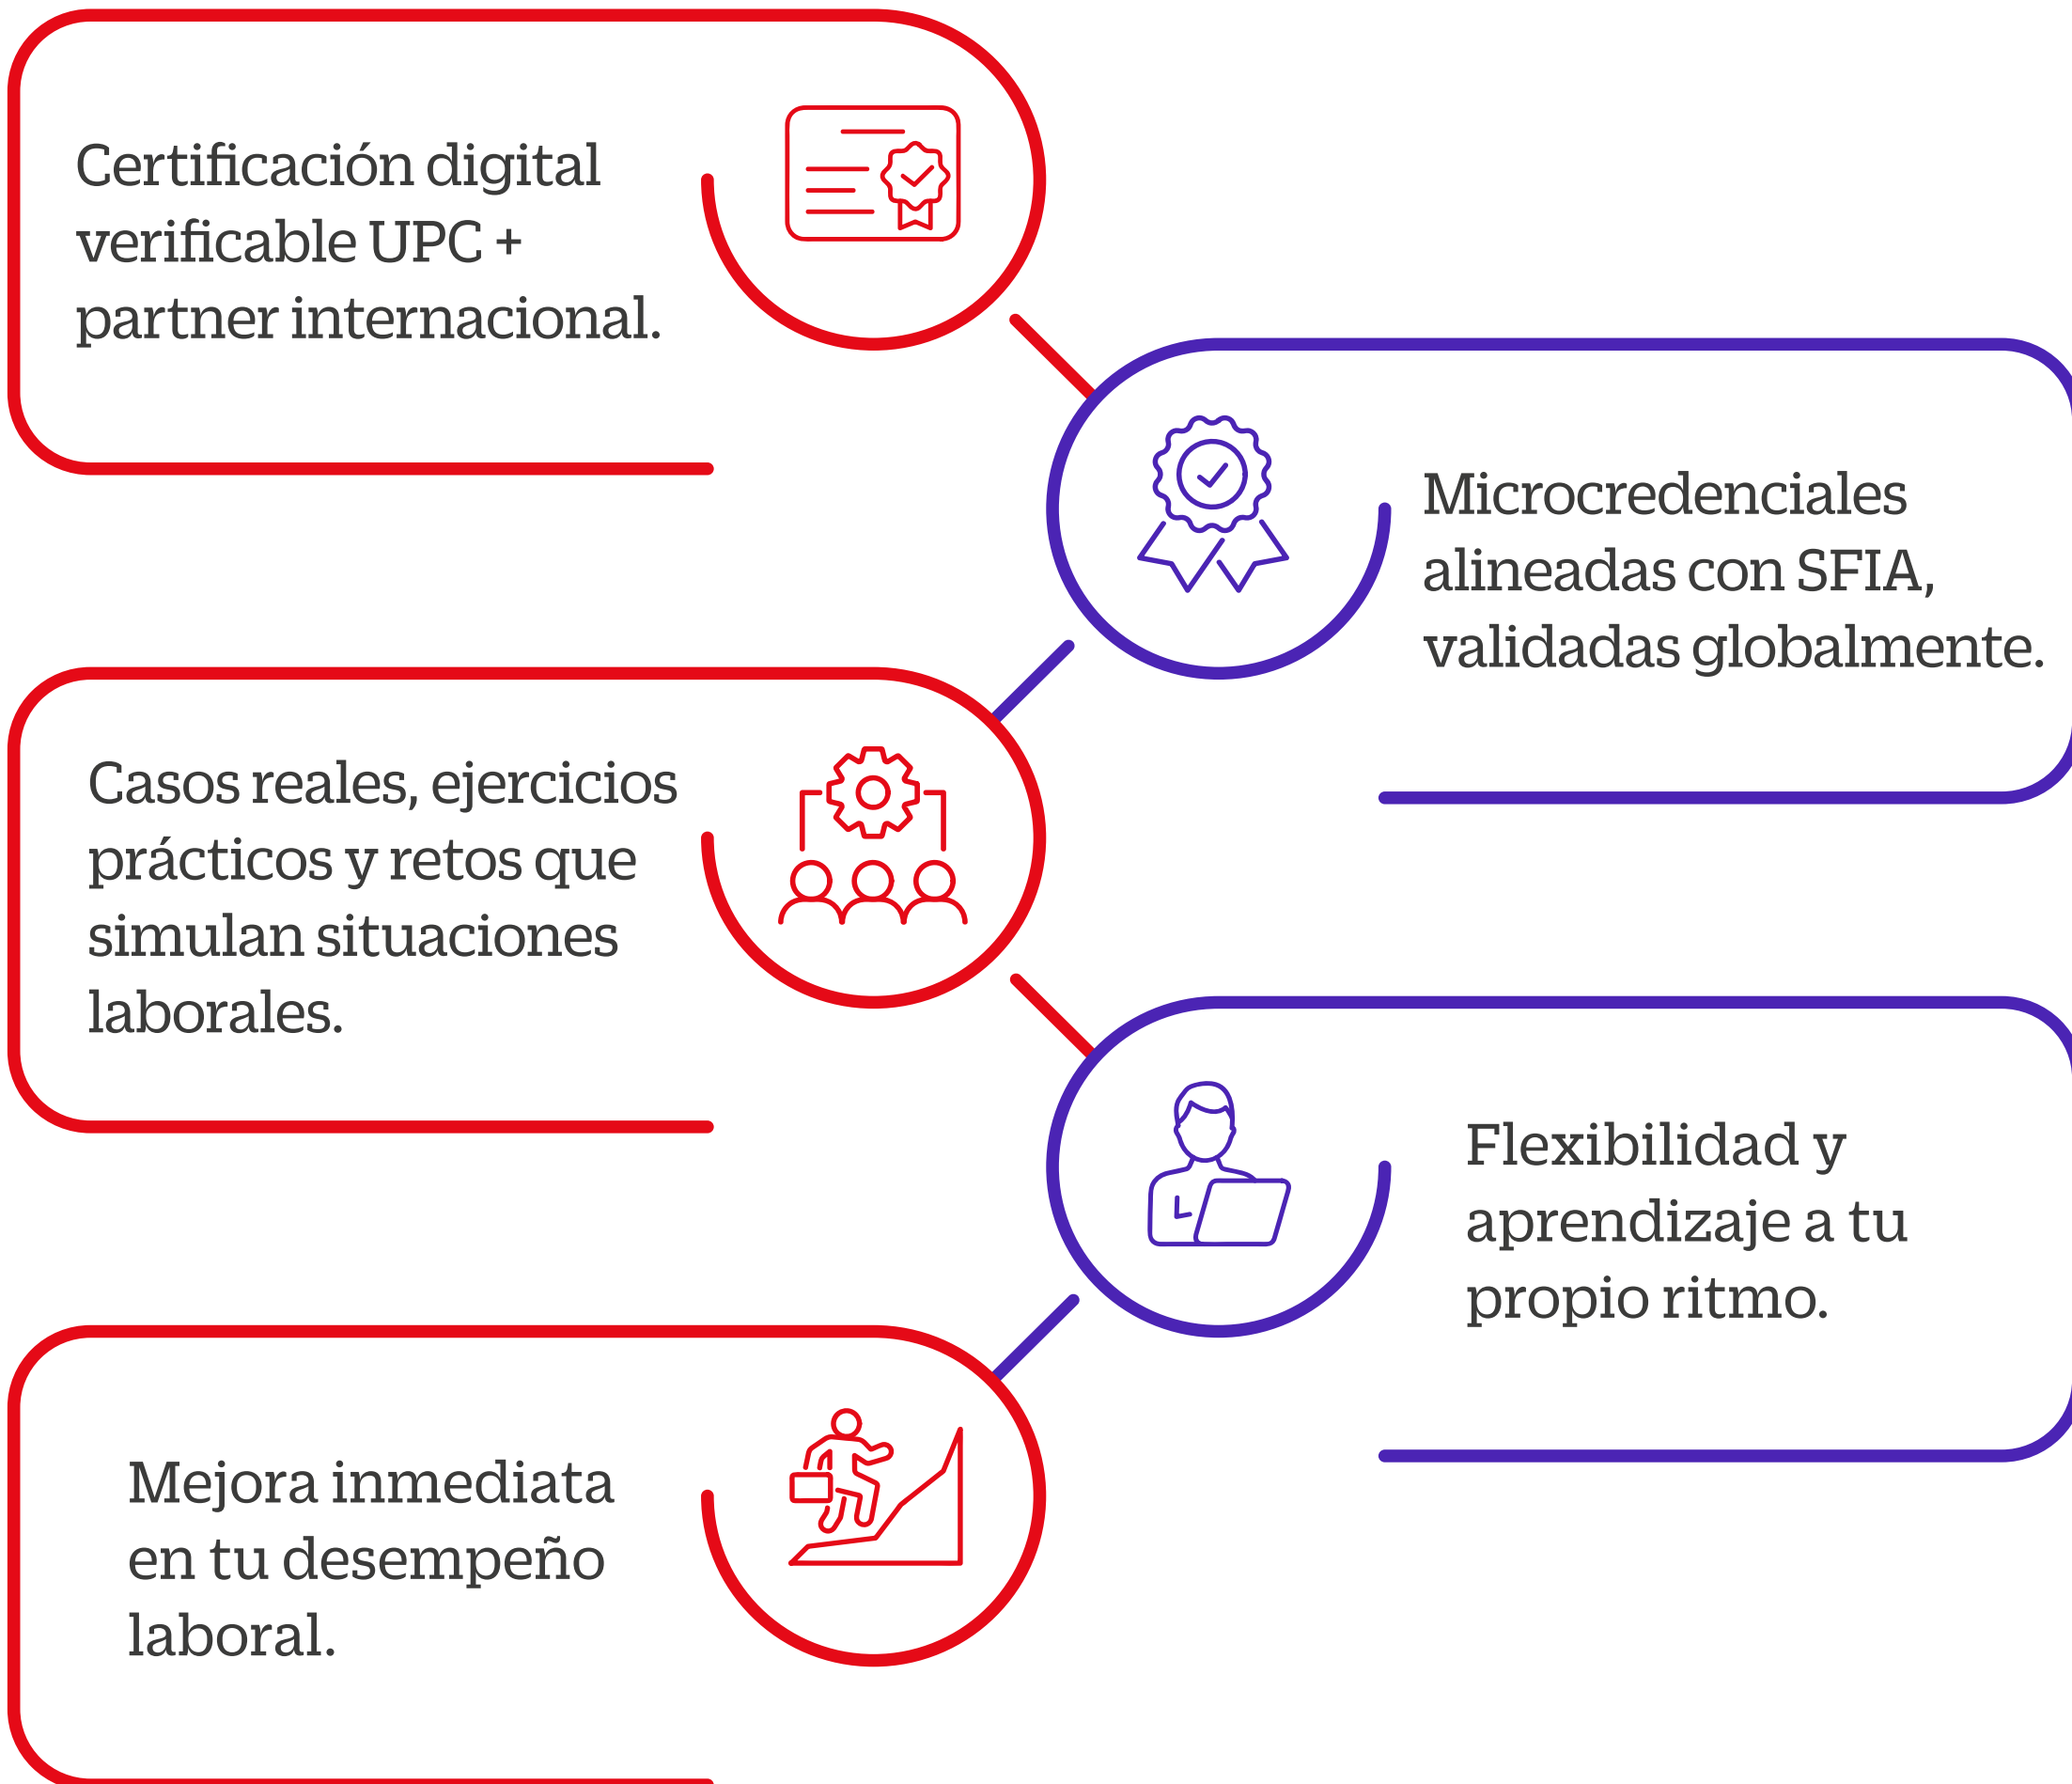 Certificación digital
verificable UPC +
partner internacional.
Microcredenciales
alineadas con SFIA,
validadas globalmente.
Casos reales, ejercicios
prácticos y retos que
simulan situaciones
laborales.
Flexibilidad y
aprendizaje a tu
propio ritmo.
Mejora inmediata
en tu desempeño
laboral.